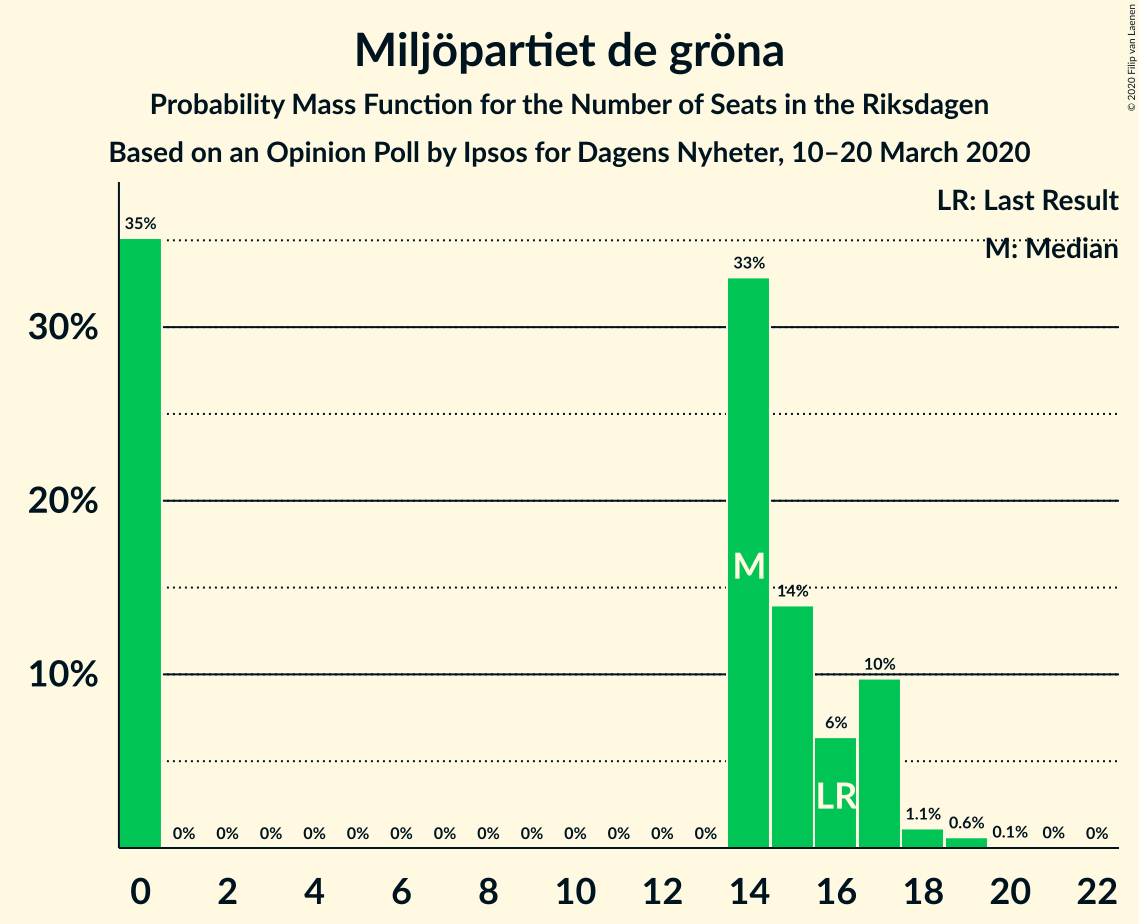 Miljöpartiet de gröna
Probability Mass Function for the Number of Seats in the Riksdagen
Based on an Opinion Poll by Ipsos for Dagens Nyheter, 10–20 March 2020
© 2020 Filip van Laenen
LR: Last Result
M: Median
30%
20%
10%
35%
0%
0%
0%
0%
0%
0%
0%
0%
0%
0%
0%
0%
0%
33%
14%
6%
10%
1.1%
0.6%
0.1%
0%
0%
M
LR
0 2 4 6 8 10 12 14 16 18 20 22